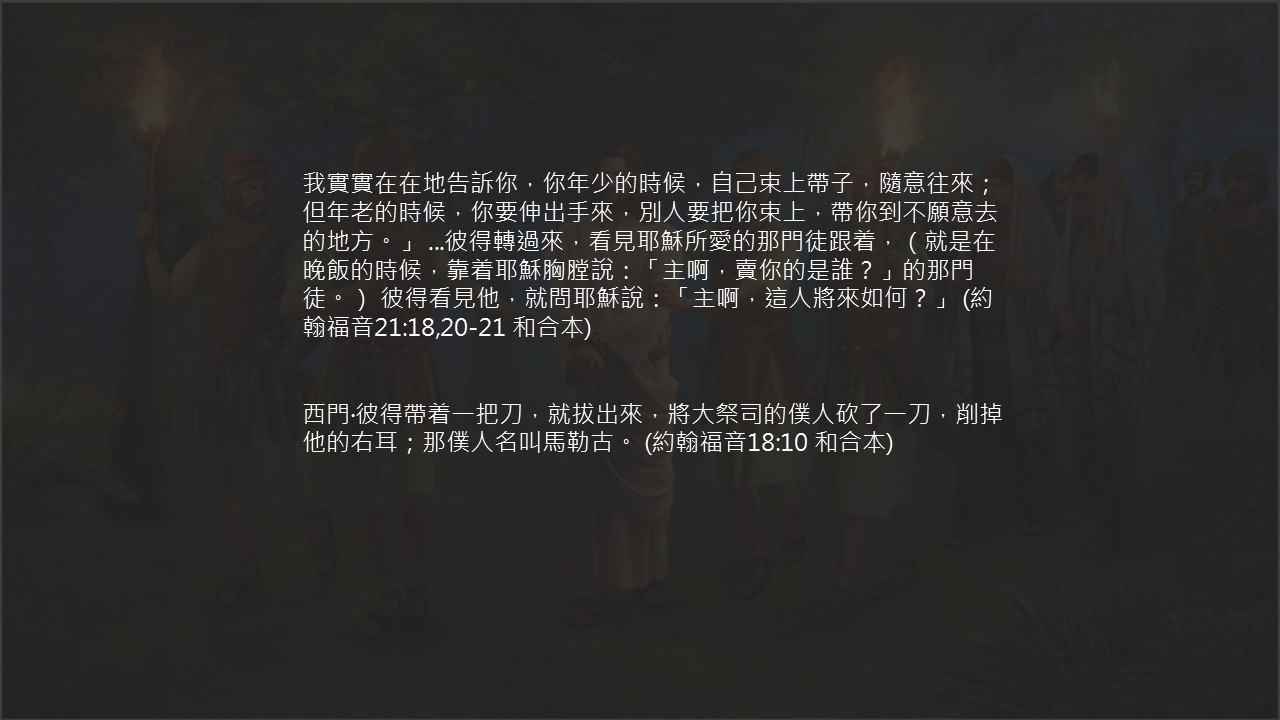 我實實在在地告訴你，你年少的時候，自己束上帶子，隨意往來；
但年老的時候，你要伸出手來，別人要把你束上，帶你到不願意去
的地方。」 ...彼得轉過來，看見耶穌所愛的那門徒跟着，（就是在
晚飯的時候，靠着耶穌胸膛說：「主啊，賣你的是誰？」的那門
徒。） 彼得看見他，就問耶穌說：「主啊，這人將來如何？」 (約
翰福音21:18,20-21 和合本)
西門·彼得帶着一把刀，就拔出來，將大祭司的僕人砍了一刀，削掉
他的右耳；那僕人名叫馬勒古。 (約翰福音18:10 和合本)